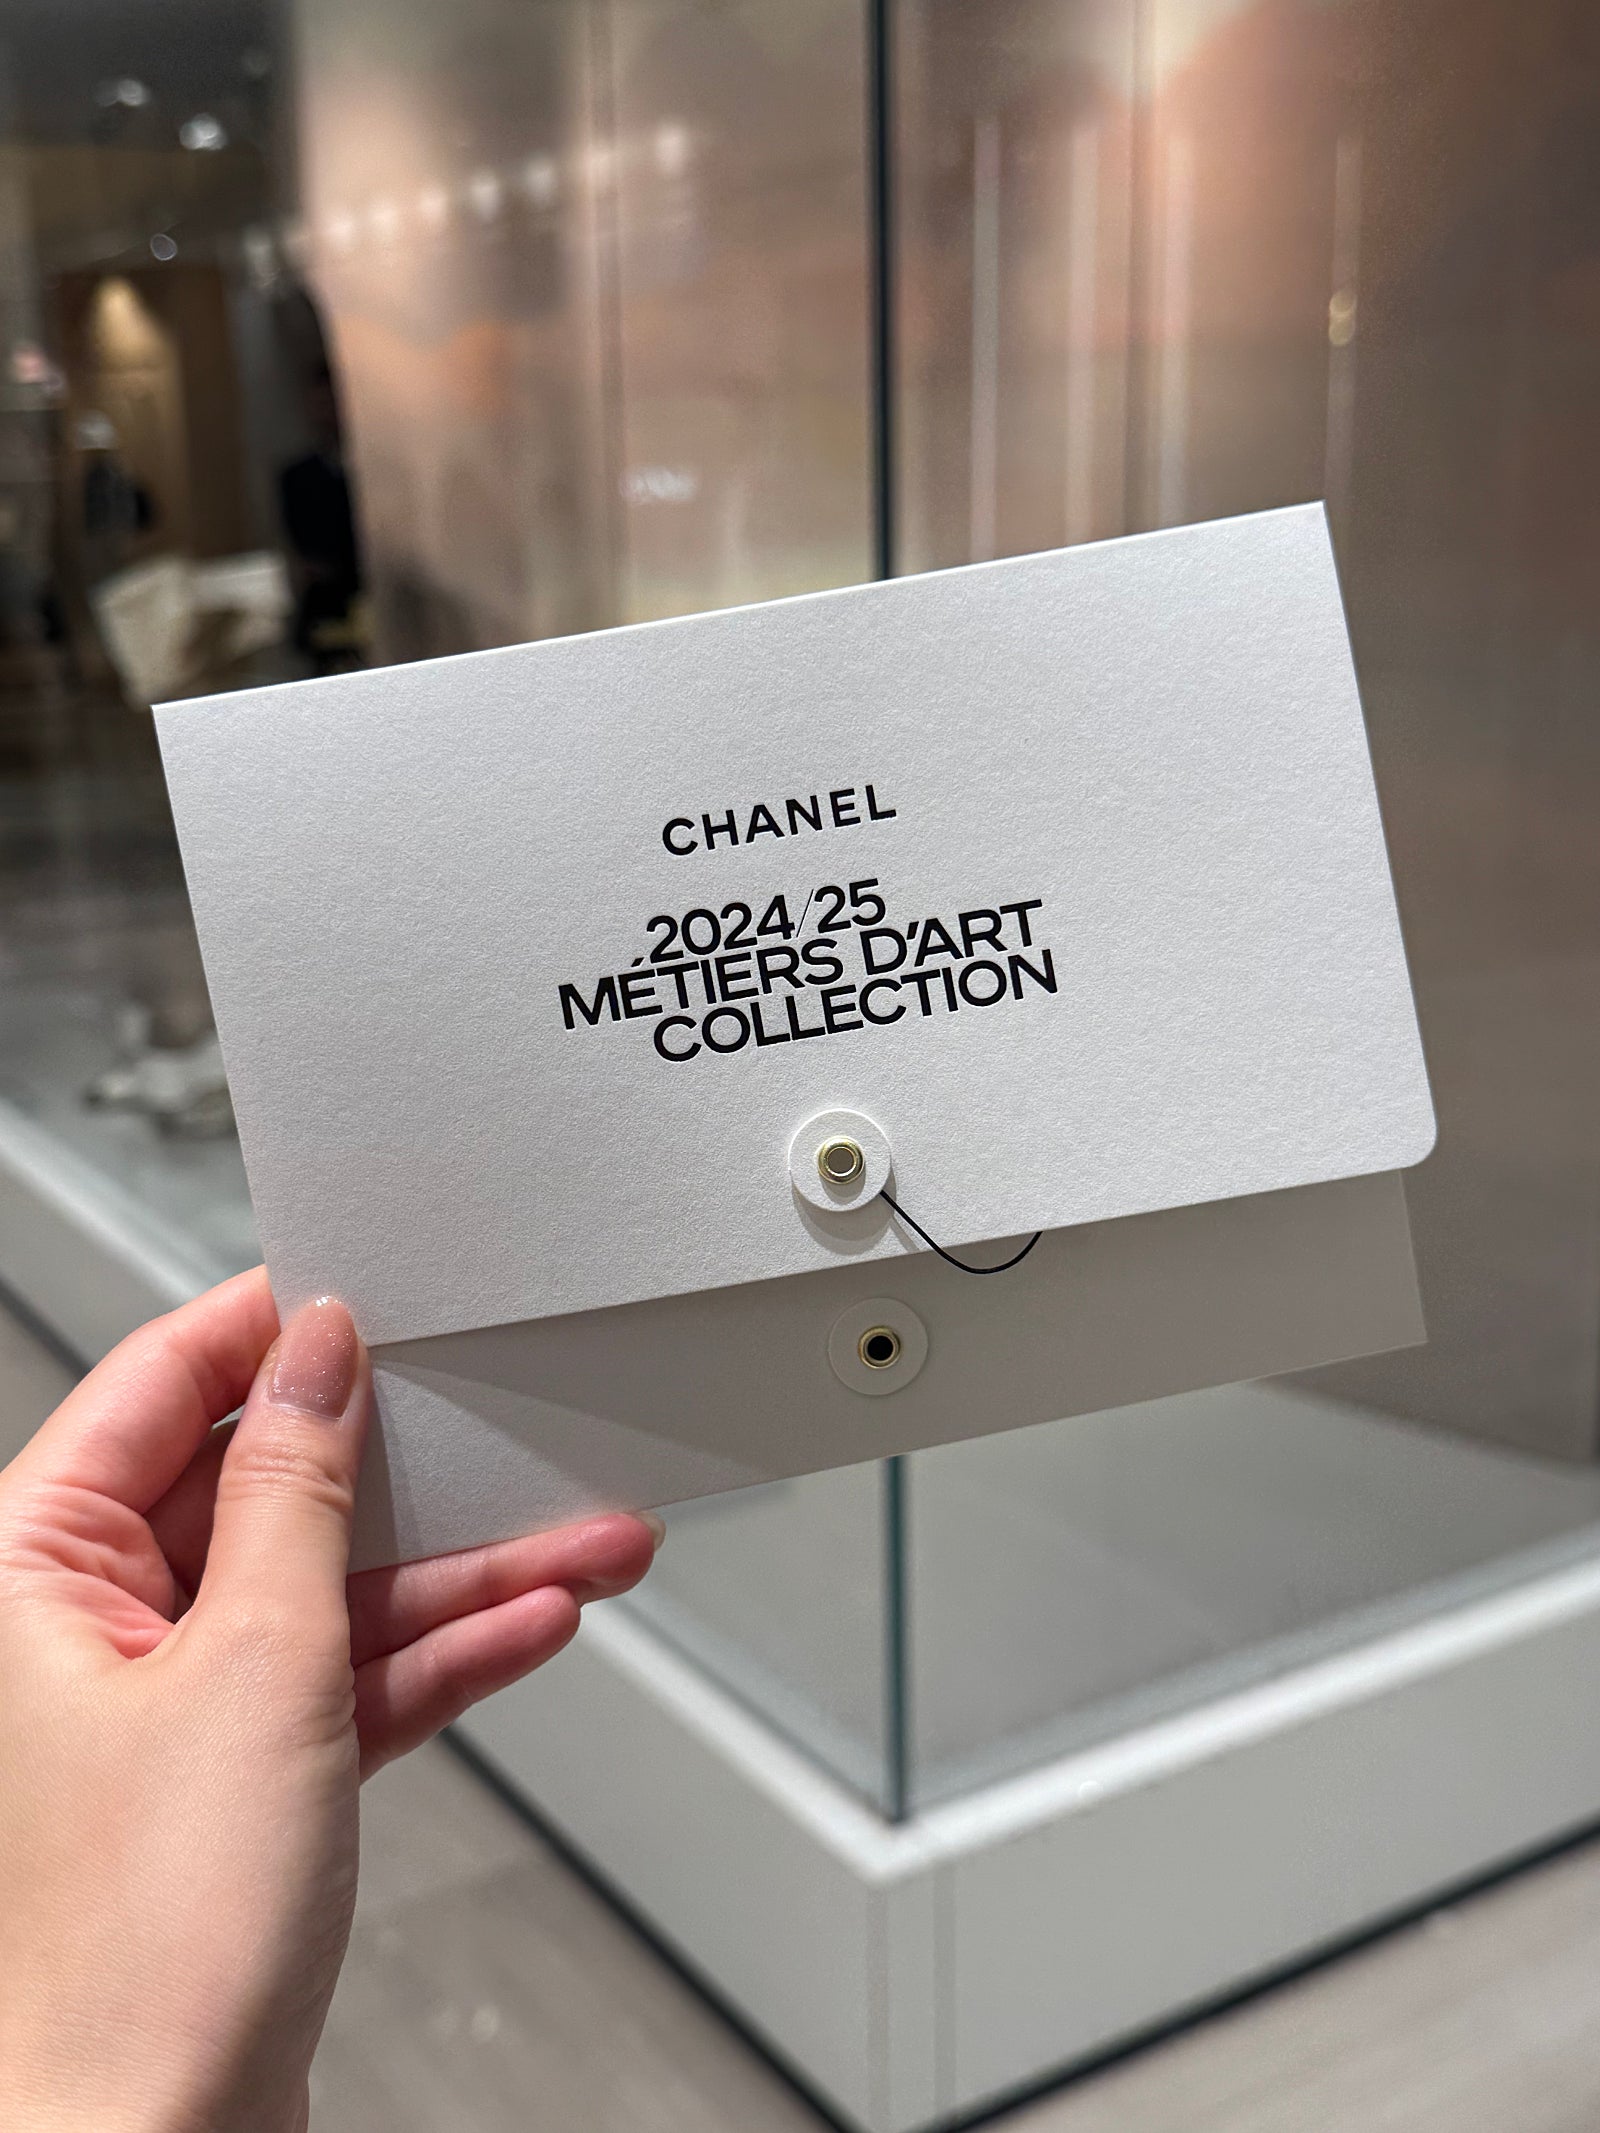 CHANEL
2024/25
MÉTIERS D'ART
COLLECTION